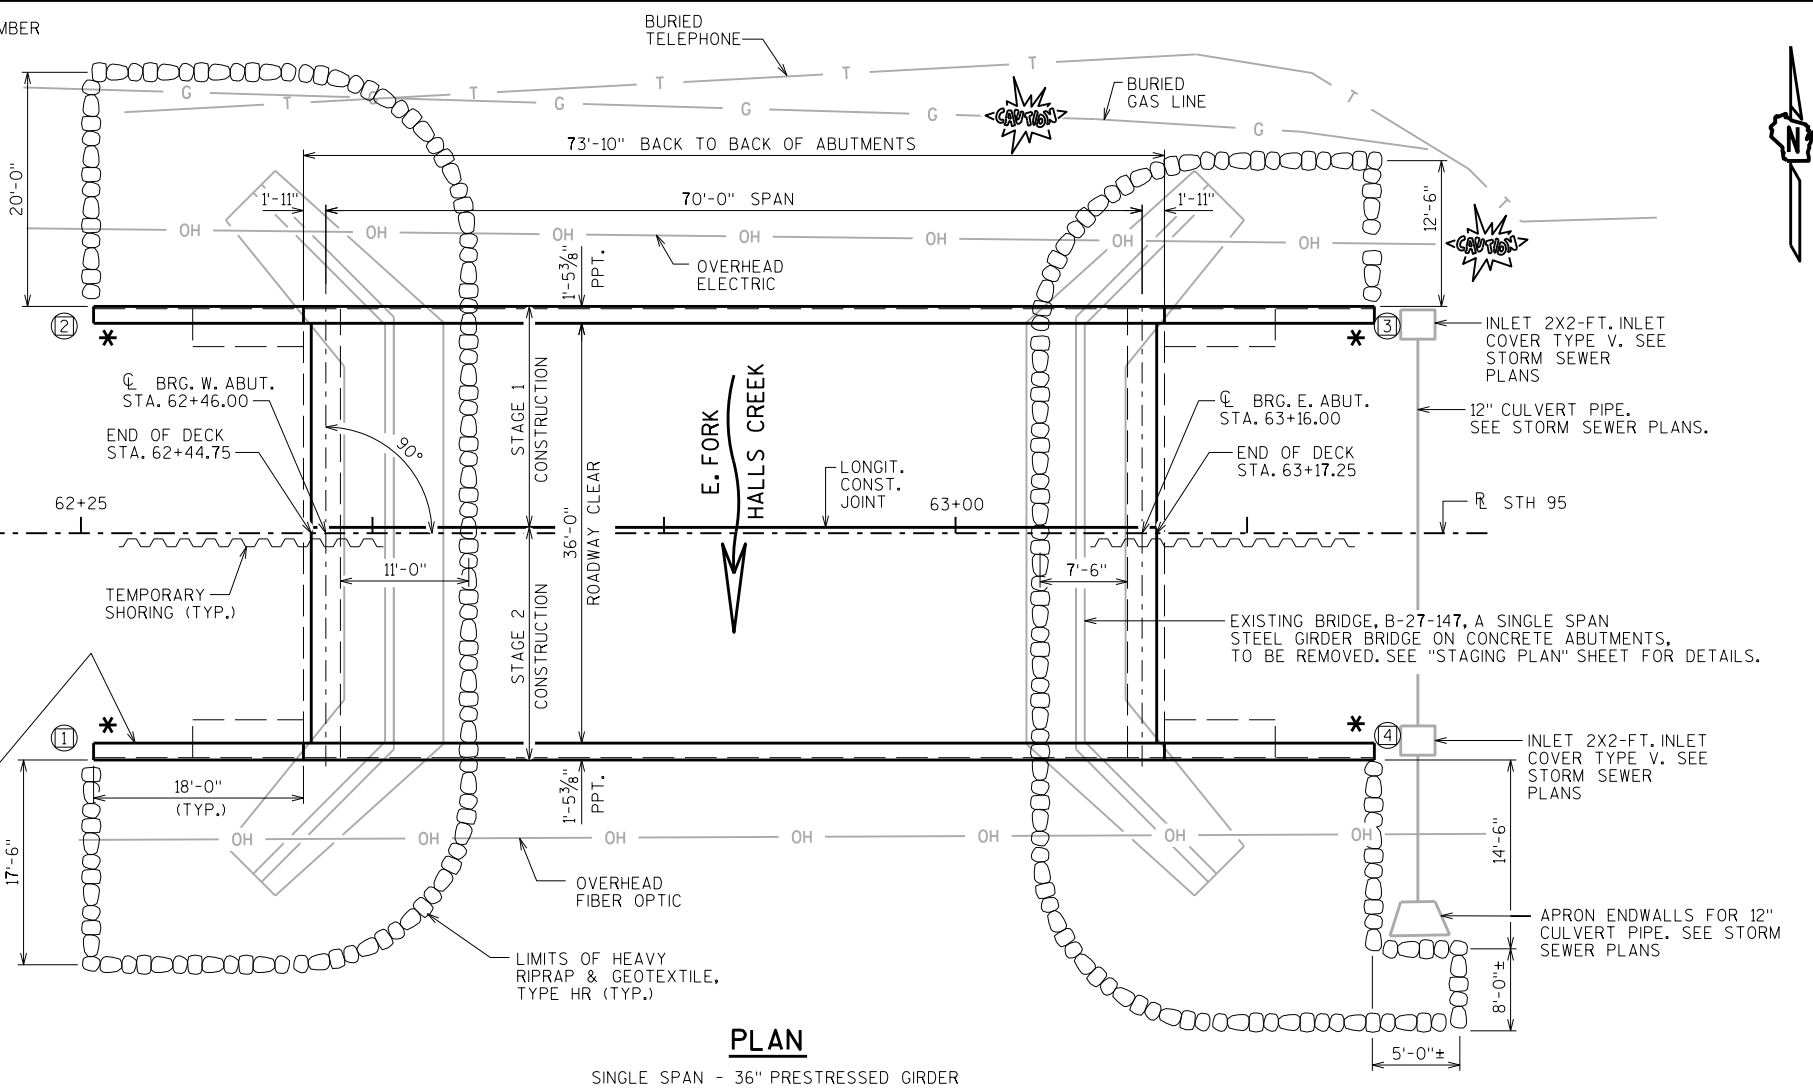 MBER
BURIED
TELEPHONE
T
T
T
T
T
T
T
G
G
G
G
G
G
BURIED
GAS LINE
CAUTION
N
73'-10" BACK TO BACK OF ABUTMENTS
20'-0"
1'-11"
70'-0" SPAN
1'-11"
12'-6"
OH
OH
OH
OH
OH
OH
OH
CAUTION
OVERHEAD
ELECTRIC
1'-5⅜"
PPT.
2
*
*
3
INLET 2X2-FT. INLET
COVER TYPE V. SEE
STORM SEWER
PLANS
℄ BRG. W. ABUT.
STA. 62+46.00
END OF DECK
STA. 62+44.75
90°
STAGE 1
CONSTRUCTION
36'-0"
ROADWAY CLEAR
E. FORK
HALLS CREEK
LONGIT.
CONST.
JOINT
℄ BRG. E. ABUT.
STA. 63+16.00
END OF DECK
STA. 63+17.25
12" CULVERT PIPE.
SEE STORM SEWER PLANS.
62+25
63+00
RL STH 95
11'-0"
7'-6"
TEMPORARY
SHORING (TYP.)
STAGE 2
CONSTRUCTION
EXISTING BRIDGE, B-27-147, A SINGLE SPAN
STEEL GIRDER BRIDGE ON CONCRETE ABUTMENTS,
TO BE REMOVED. SEE "STAGING PLAN" SHEET FOR DETAILS.
1
*
*
4
INLET 2X2-FT. INLET
COVER TYPE V. SEE
STORM SEWER
PLANS
18'-0"
(TYP.)
1'-5⅜"
PPT.
17'-6"
OH
OH
OH
OH
OH
OH
OH
14'-6"
OVERHEAD
FIBER OPTIC
APRON ENDWALLS FOR 12"
CULVERT PIPE. SEE STORM
SEWER PLANS
LIMITS OF HEAVY
RIPRAP & GEOTEXTILE,
TYPE HR (TYP.)
8'-0"±
5'-0"±
PLAN
SINGLE SPAN - 36" PRESTRESSED GIRDER